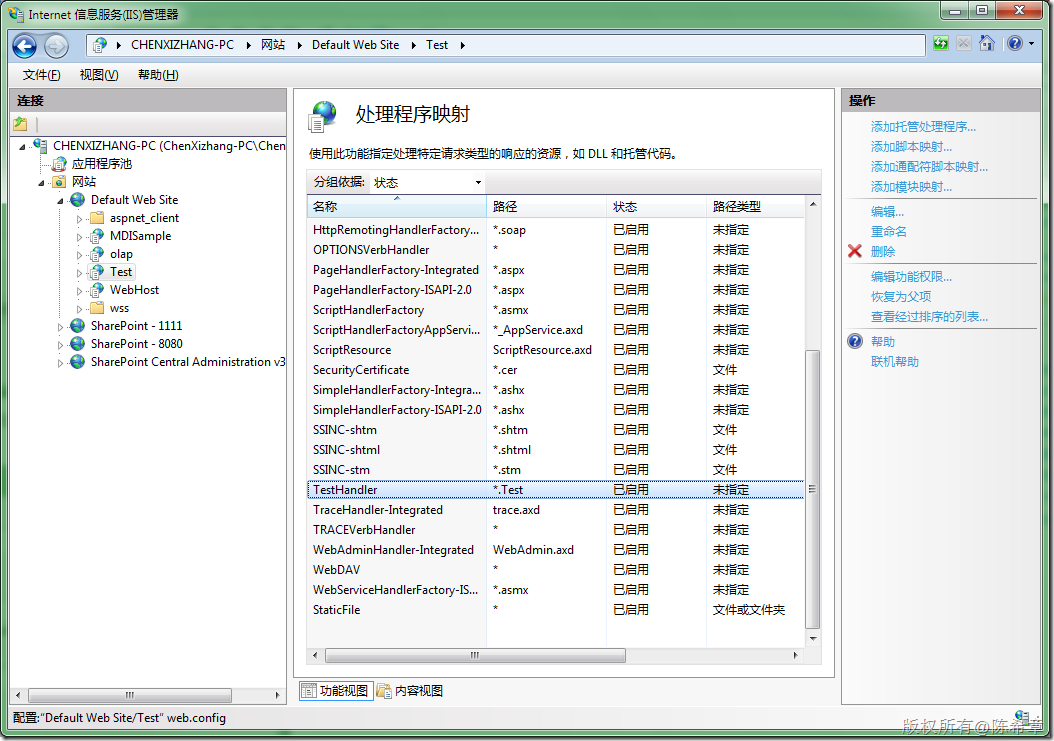 Internet 信息服务(IIS)管理器
CHENXIZHANG-PC 网站 Default Web Site Test
文件(F) 视图(V) 帮助(H)
连接
CHENXIZHANG-PC (ChenXizhang-PC\Chen
应用程序池
网站
Default Web Site
aspnet_client
MDISample
olap
Test
WebHost
wss
SharePoint - 1111
SharePoint - 8080
SharePoint Central Administration v3
处理程序映射
使用此功能指定处理特定请求类型的响应的资源，如 DLL 和托管代码。
分组依据: 状态
名称 路径 状态 路径类型
HttpRemotingHandlerFactory... *.soap 已启用 未指定
OPTIONSVerbHandler * 已启用 未指定
PageHandlerFactory-Integrated *.aspx 已启用 未指定
PageHandlerFactory-ISAPI-2.0 *.aspx 已启用 未指定
ScriptHandlerFactory *.asmx 已启用 未指定
ScriptHandlerFactoryAppServi... *_AppService.axd 已启用 未指定
ScriptResource ScriptResource.axd 已启用 未指定
SecurityCertificate *.cer 已启用 文件
SimpleHandlerFactory-Integra... *.ashx 已启用 未指定
SimpleHandlerFactory-ISAPI-2.0 *.ashx 已启用 未指定
SSINC-shtm *.shtm 已启用 文件
SSINC-shtml *.shtml 已启用 文件
SSINC-stm *.stm 已启用 文件
TestHandler *.Test 已启用 未指定
TraceHandler-Integrated trace.axd 已启用 未指定
TRACEVerbHandler * 已启用 未指定
WebAdminHandler-Integrated WebAdmin.axd 已启用 未指定
WebDAV * 已启用 未指定
WebServiceHandlerFactory-IS... *.asmx 已启用 未指定
StaticFile * 已启用 文件或文件夹
功能视图 内容视图
操作
添加托管处理程序...
添加脚本映射...
添加通配符脚本映射...
添加模块映射...
编辑...
重命名
删除
编辑功能权限...
恢复为父项
查看经过排序的列表...
帮助
联机帮助
配置:"Default Web Site/Test" web.config
版权所有@陈希章